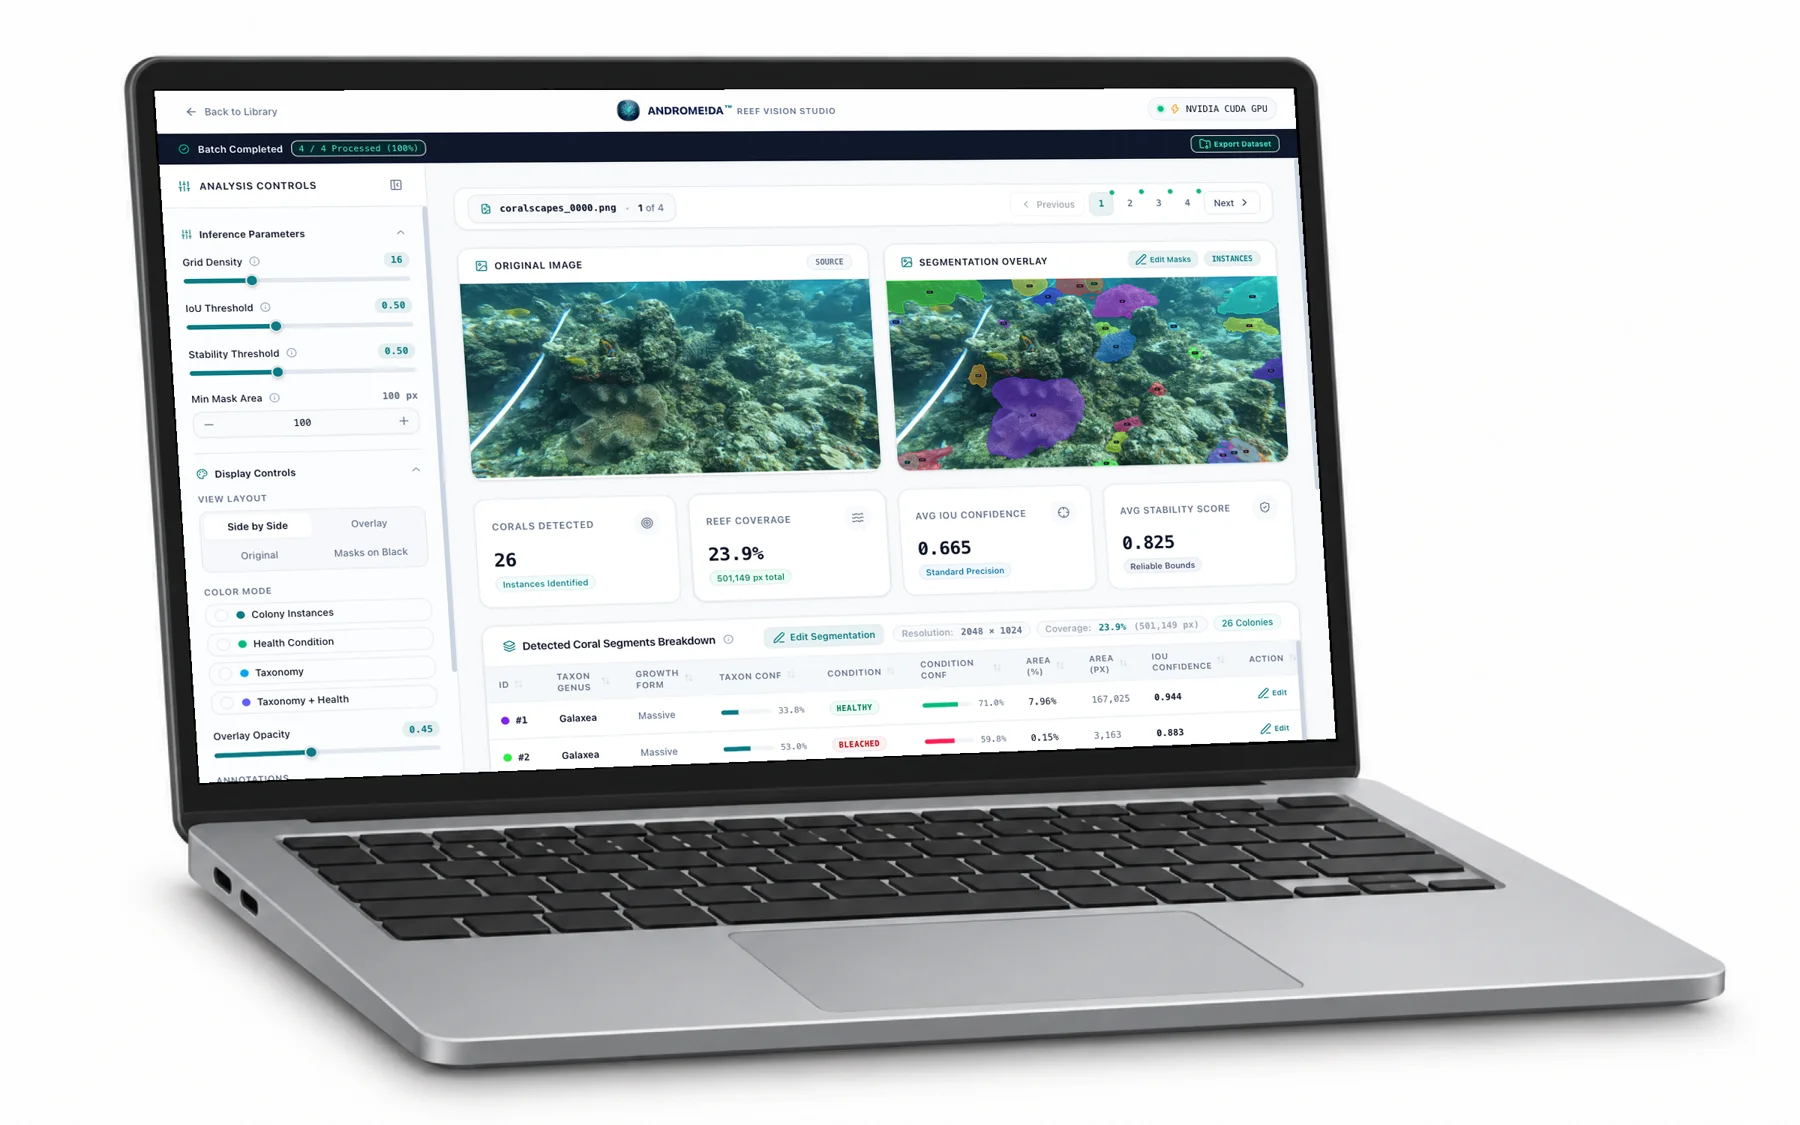 Back to Library
ANDROME!DA™ REEF VISION STUDIO
NVIDIA CUDA GPU
Batch Completed
4 / 4 Processed (100%)
Export Dataset
ANALYSIS CONTROLS
Inference Parameters
Grid Density
16
IoU Threshold
0.50
Stability Threshold
0.50
Min Mask Area
100 px
− 100 +
Display Controls
VIEW LAYOUT
Side by Side
Overlay
Original
Masks on Black
COLOR MODE
Colony Instances
Health Condition
Taxonomy
Taxonomy + Health
Overlay Opacity
0.45
ANNOTATIONS
coralscapes_0000.png - 1 of 4
Previous 1 2 3 4 Next
ORIGINAL IMAGE
SOURCE
SEGMENTATION OVERLAY
Edit Masks
INSTANCES
CORALS DETECTED
26
Instances Identified
REEF COVERAGE
23.9%
501,149 px total
AVG IOU CONFIDENCE
0.665
Standard Precision
AVG STABILITY SCORE
0.825
Reliable Bounds
Detected Coral Segments Breakdown
Edit Segmentation
Resolution: 2048 × 1024
Coverage: 23.9% (501,149 px)
26 Colonies
ID
TAXON GENUS
GROWTH FORM
TAXON CONF
CONDITION
CONDITION CONF
AREA (%)
AREA (PX)
IOU CONFIDENCE
ACTION
#1 Galaxea Massive 33.8% HEALTHY 71.0% 7.96% 167,025 0.944 Edit
#2 Galaxea Massive 53.0% BLEACHED 59.8% 0.15% 3,163 0.883 Edit